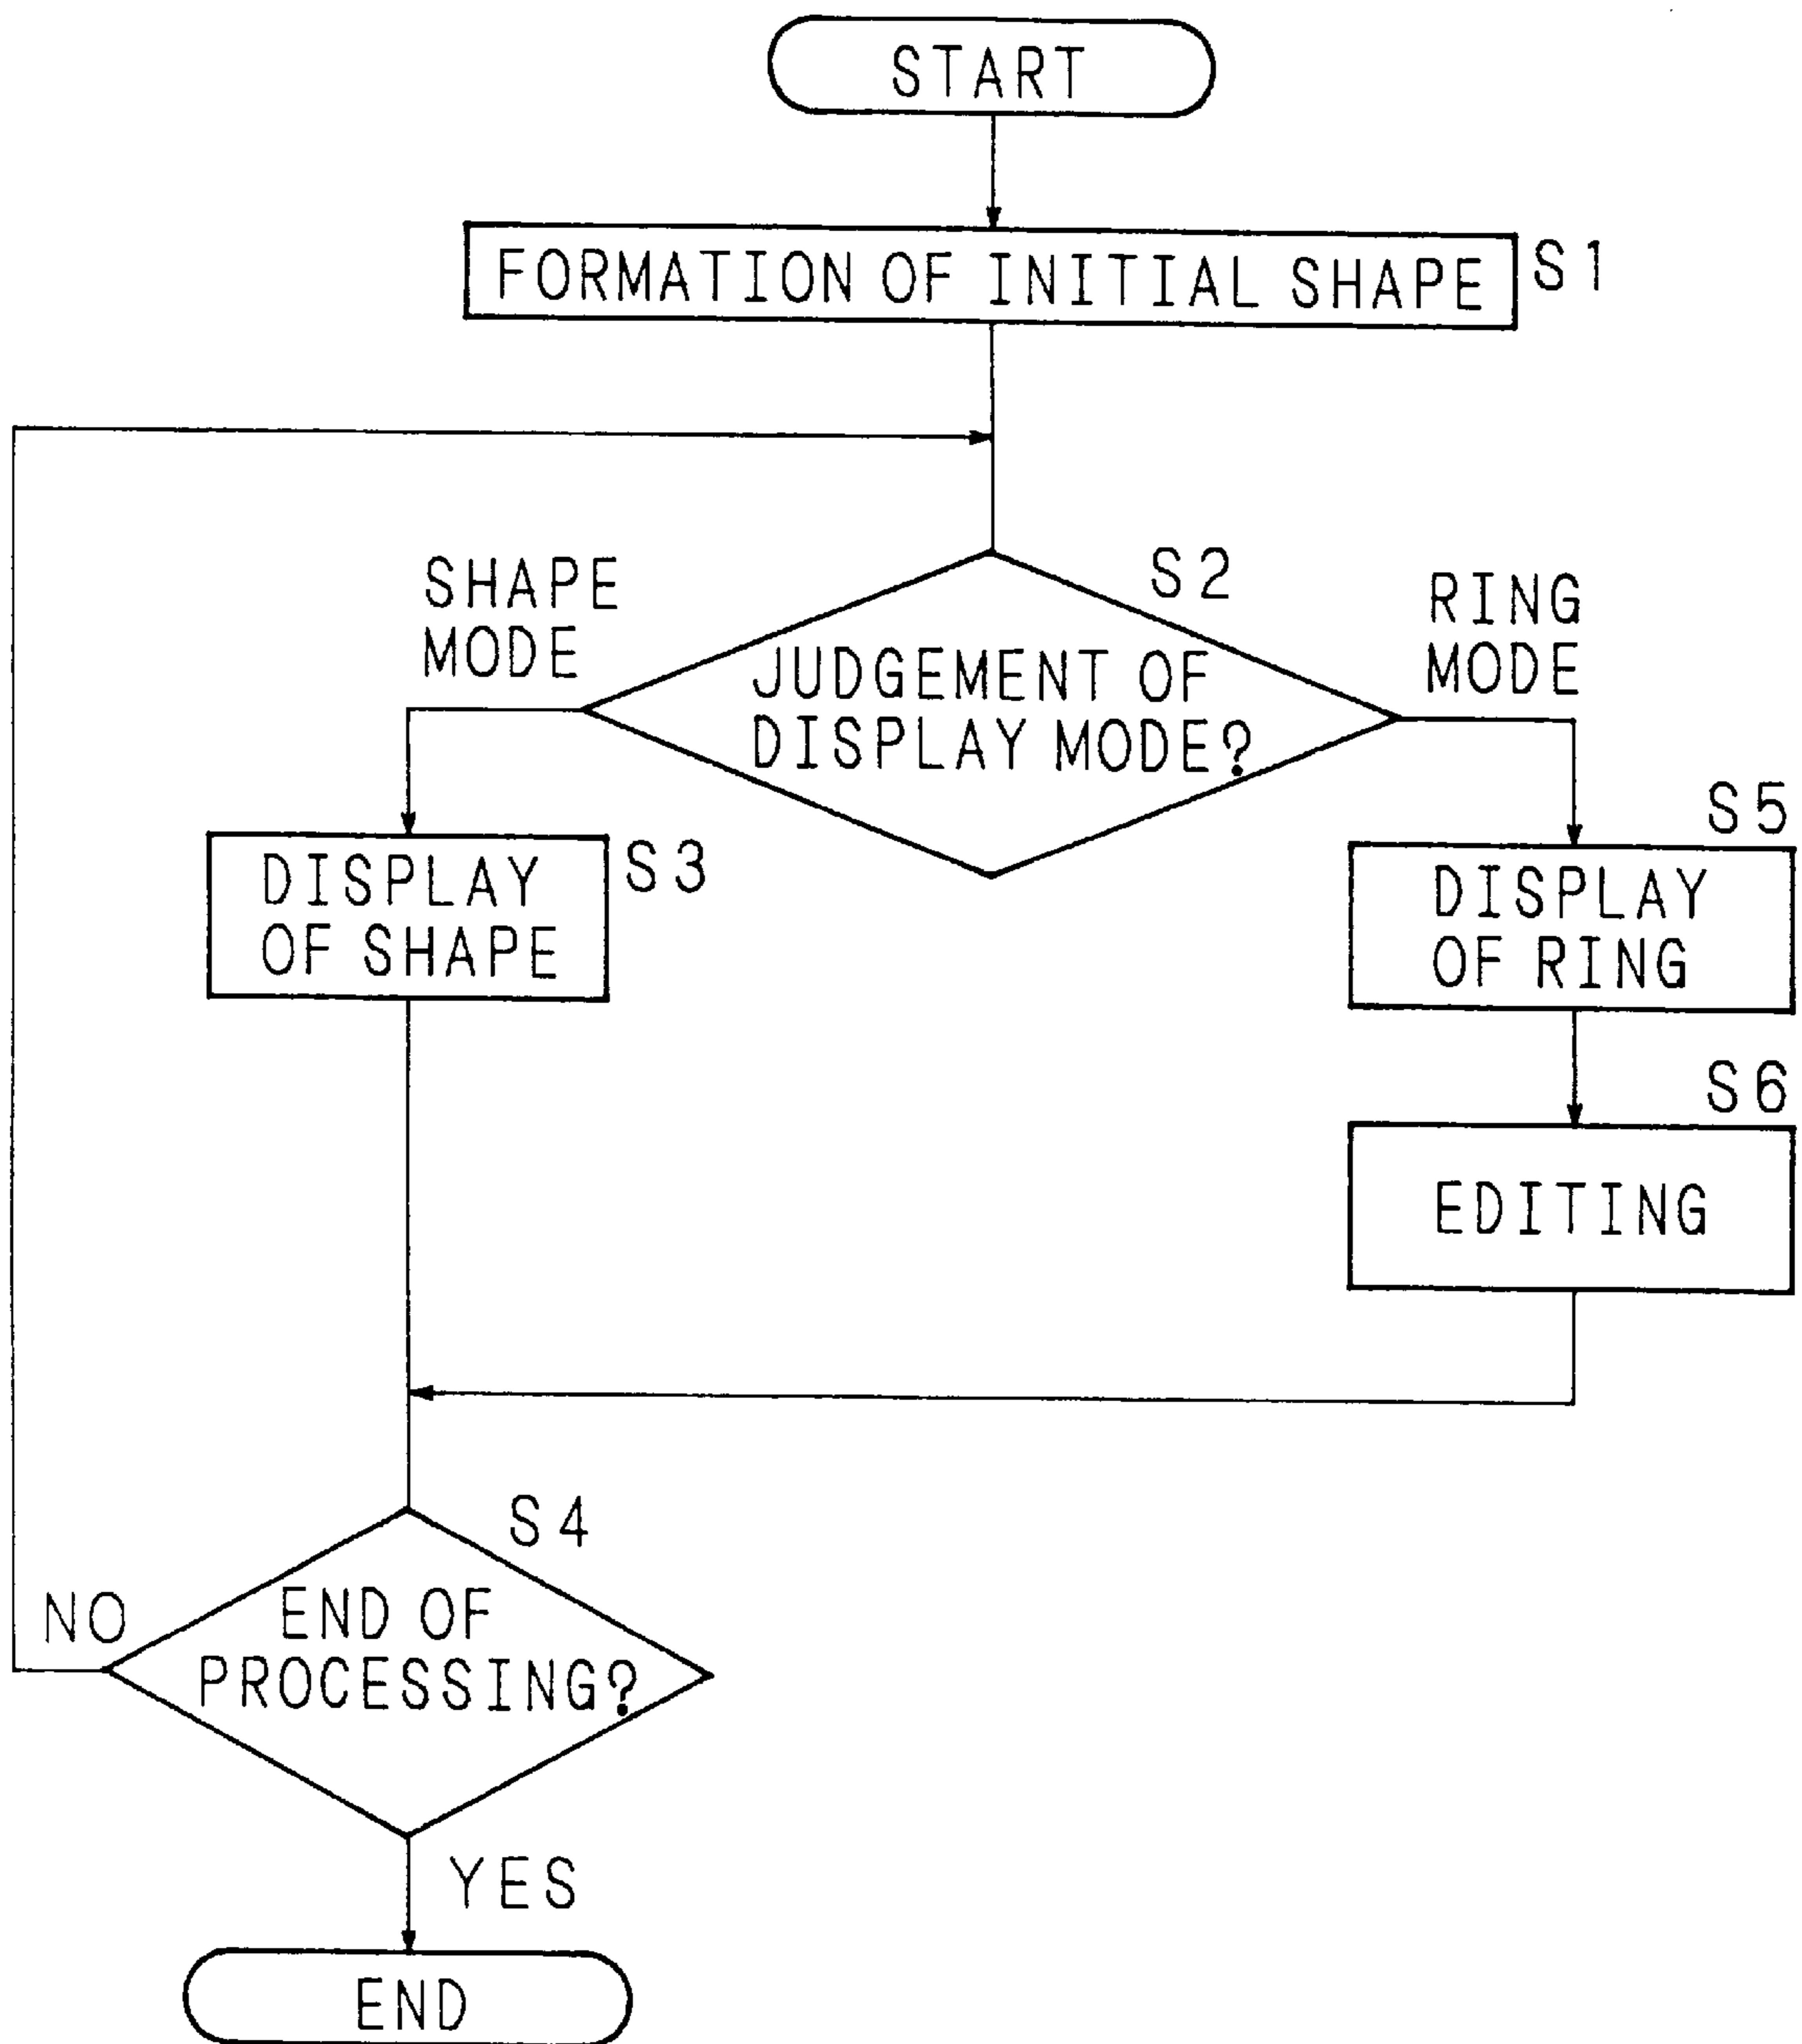 START
FORMATION OF INITIAL SHAPE
S1
SHAPE
MODE
S2
RING
MODE
JUDGEMENT OF
DISPLAY MODE?
S3
DISPLAY
OF SHAPE
S5
DISPLAY
OF RING
S6
EDITING
S4
NO
END OF
PROCESSING?
YES
END